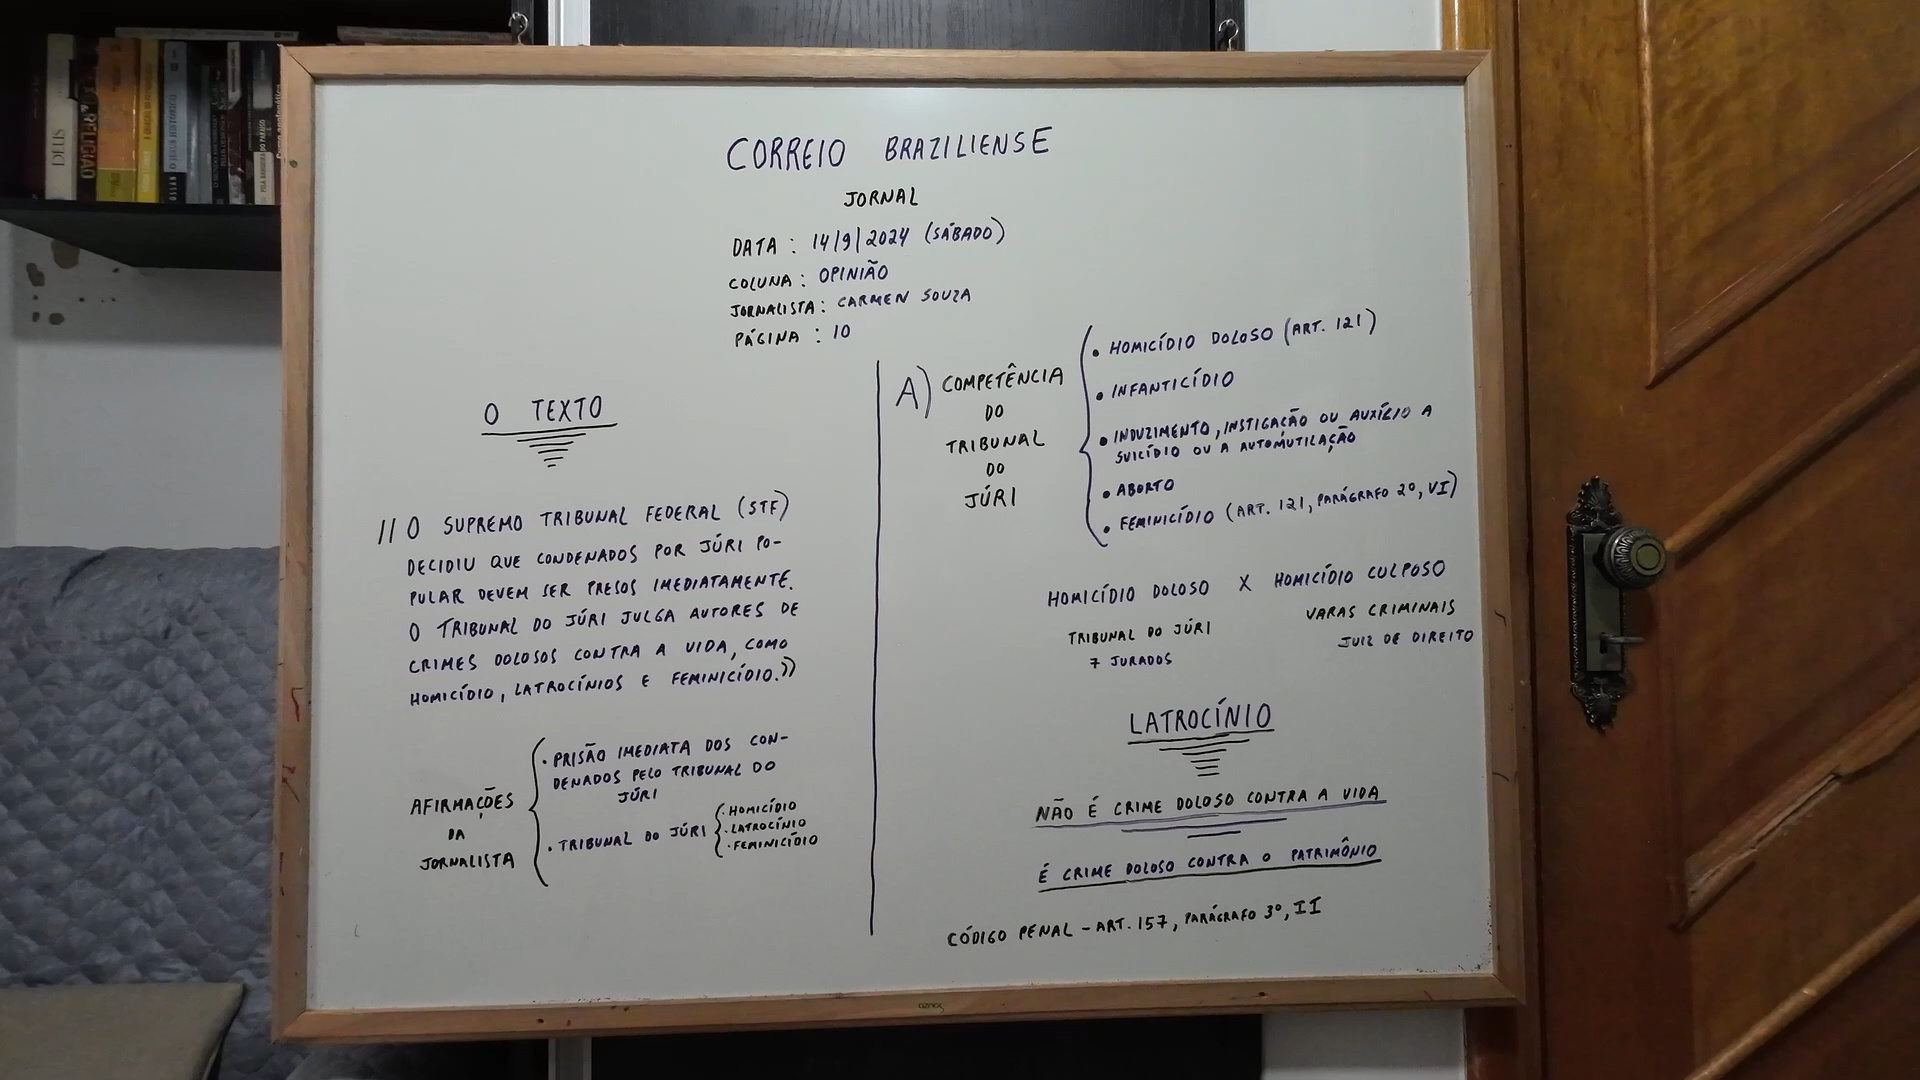 CORREIO BRAZILIENSE
JORNAL
DATA : 14/9/2024 (SÁBADO)
COLUNA : OPINIÃO
JORNALISTA : CARMEN SOUZA
PÁGINA : 10
O TEXTO
"O SUPREMO TRIBUNAL FEDERAL (STF)
DECIDIU QUE CONDENADOS POR JÚRI PO-
PULAR DEVEM SER PRESOS IMEDIATAMENTE.
O TRIBUNAL DO JÚRI JULGA AUTORES DE
CRIMES DOLOSOS CONTRA A VIDA, COMO
HOMICÍDIO, LATROCÍNIOS E FEMINICÍDIO."
AFIRMAÇÕES
DA
JORNALISTA
• PRISÃO IMEDIATA DOS CON-
DENADOS PELO TRIBUNAL DO
JÚRI
• TRIBUNAL DO JÚRI
• HOMICÍDIO
• LATROCÍNIO
• FEMINICÍDIO
A) COMPETÊNCIA
DO
TRIBUNAL
DO
JÚRI
• HOMICÍDIO DOLOSO (ART. 121)
• INFANTICÍDIO
• INDUZIMENTO, INSTIGAÇÃO OU AUXÍLIO A
SUICÍDIO OU A AUTOMUTILAÇÃO
• ABORTO
• FEMINICÍDIO (ART. 121, PARÁGRAFO 2º, VI)
HOMICÍDIO DOLOSO X HOMICÍDIO CULPOSO
TRIBUNAL DO JÚRI
7 JURADOS
VARAS CRIMINAIS
JUIZ DE DIREITO
LATROCÍNIO
NÃO É CRIME DOLOSO CONTRA A VIDA
É CRIME DOLOSO CONTRA O PATRIMÔNIO
CÓDIGO PENAL - ART. 157, PARÁGRAFO 3º, II
DEUS
RELIGIÃO